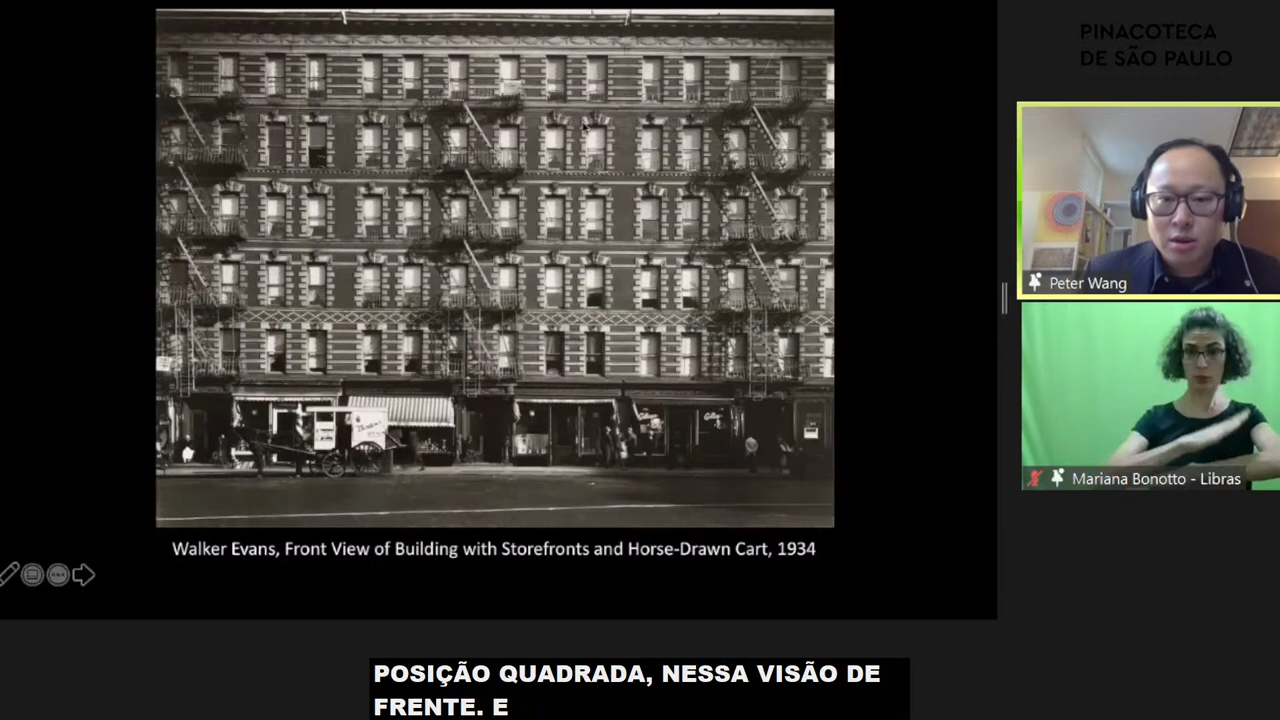 PINACOTECA
DE SÃO PAULO
Peter Wang
Mariana Bonotto - Libras
Walker Evans, Front View of Building with Storefronts and Horse-Drawn Cart, 1934
POSIÇÃO QUADRADA, NESSA VISÃO DE
FRENTE. E